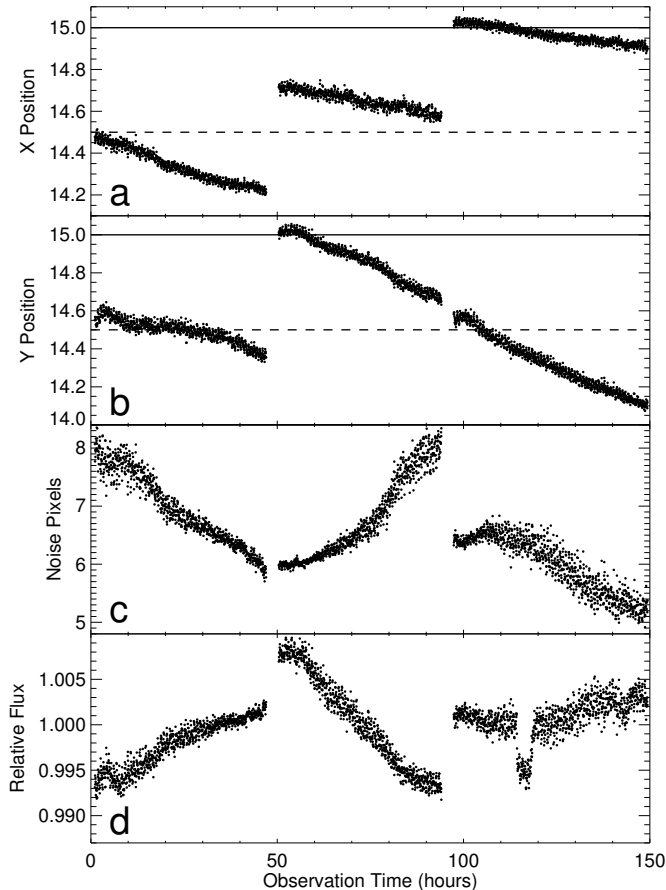 15.0
14.8
14.6
14.4
14.2
X Position
a
15.0
14.8
14.6
14.4
14.2
14.0
Y Position
b
8
7
6
5
Noise Pixels
c
1.005
1.000
0.995
0.990
Relative Flux
d
0 50 100 150
Observation Time (hours)